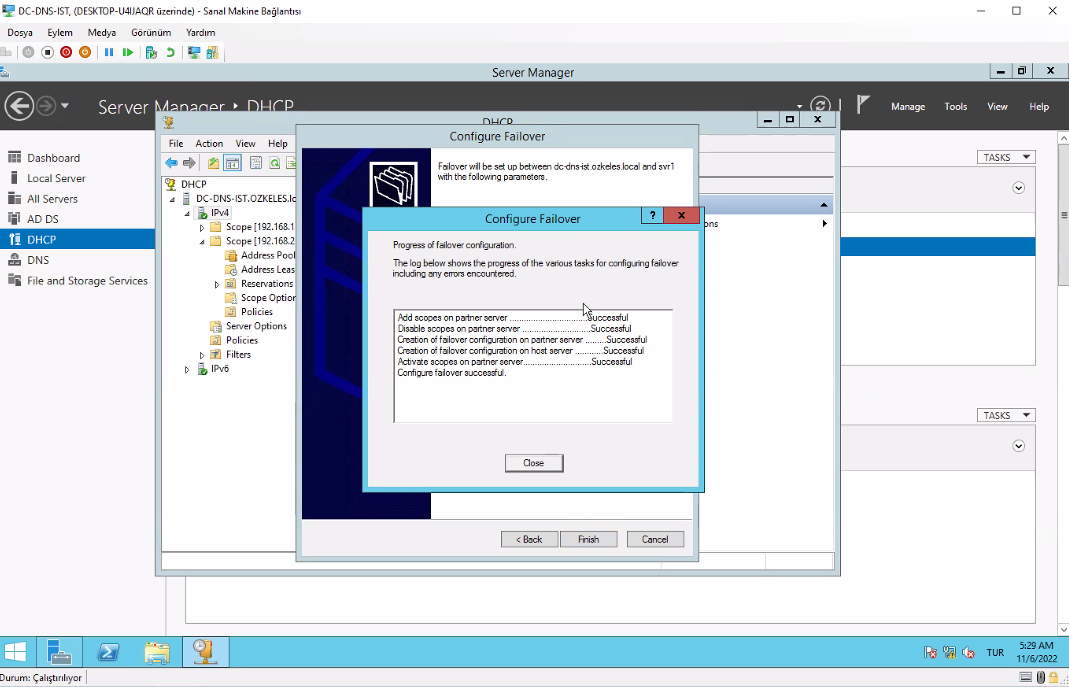 DC-DNS-IST, (DESKTOP-U4IJAQR üzerinde) - Sanal Makine Bağlantısı
Dosya Eylem Medya Görünüm Yardım
Server Manager
Server Manager • DHCP
Manage Tools View Help
DHCP
File Action View Help
Configure Failover
Failover will be set up between dc-dns-ist.ozkeles.local and svr1
with the following parameters.
Dashboard
Local Server
All Servers
AD DS
DHCP
DNS
File and Storage Services
DHCP
DC-DNS-IST.OZKELES.lo
IPv4
Scope [192.168.1
Scope [192.168.2
Address Pool
Address Leas
Reservations
Scope Option
Policies
Server Options
Policies
Filters
IPv6
Configure Failover
?
Progress of failover configuration.
The log below shows the progress of the various tasks for configuring failover
including any errors encountered.
Add scopes on partner server ..............................Successful
Disable scopes on partner server ..........................Successful
Creation of failover configuration on partner server ........Successful
Creation of failover configuration on host server ...........Successful
Activate scopes on partner server..........................Successful
Configure failover successful.
Close
< Back Finish Cancel
TASKS
TASKS
TUR
5:29 AM
11/6/2022
Durum: Çalıştırılıyor